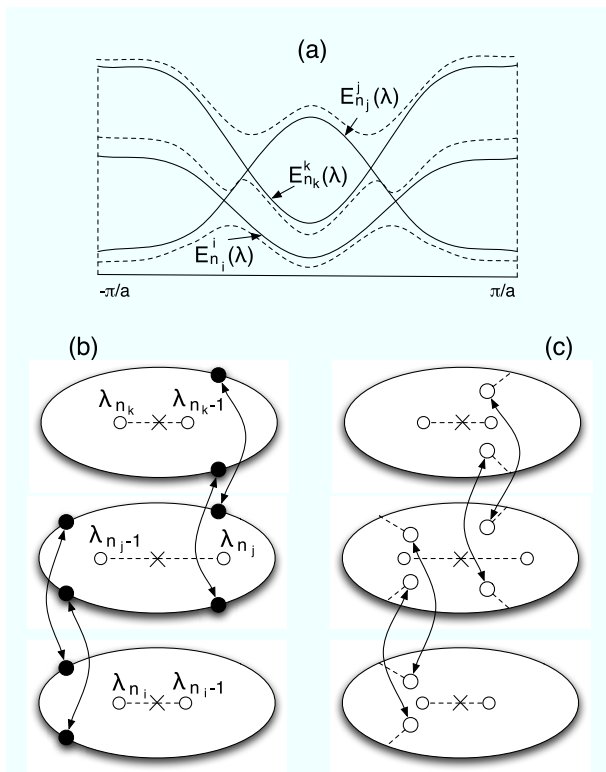 (a)
E^j_{n_j}(λ)
E^k_{n_k}(λ)
E^i_{n_i}(λ)
-π/a π/a
(b) (c)
λ_{n_k} λ_{n_k-1}
λ_{n_j-1} λ_{n_j}
λ_{n_i} λ_{n_i-1}